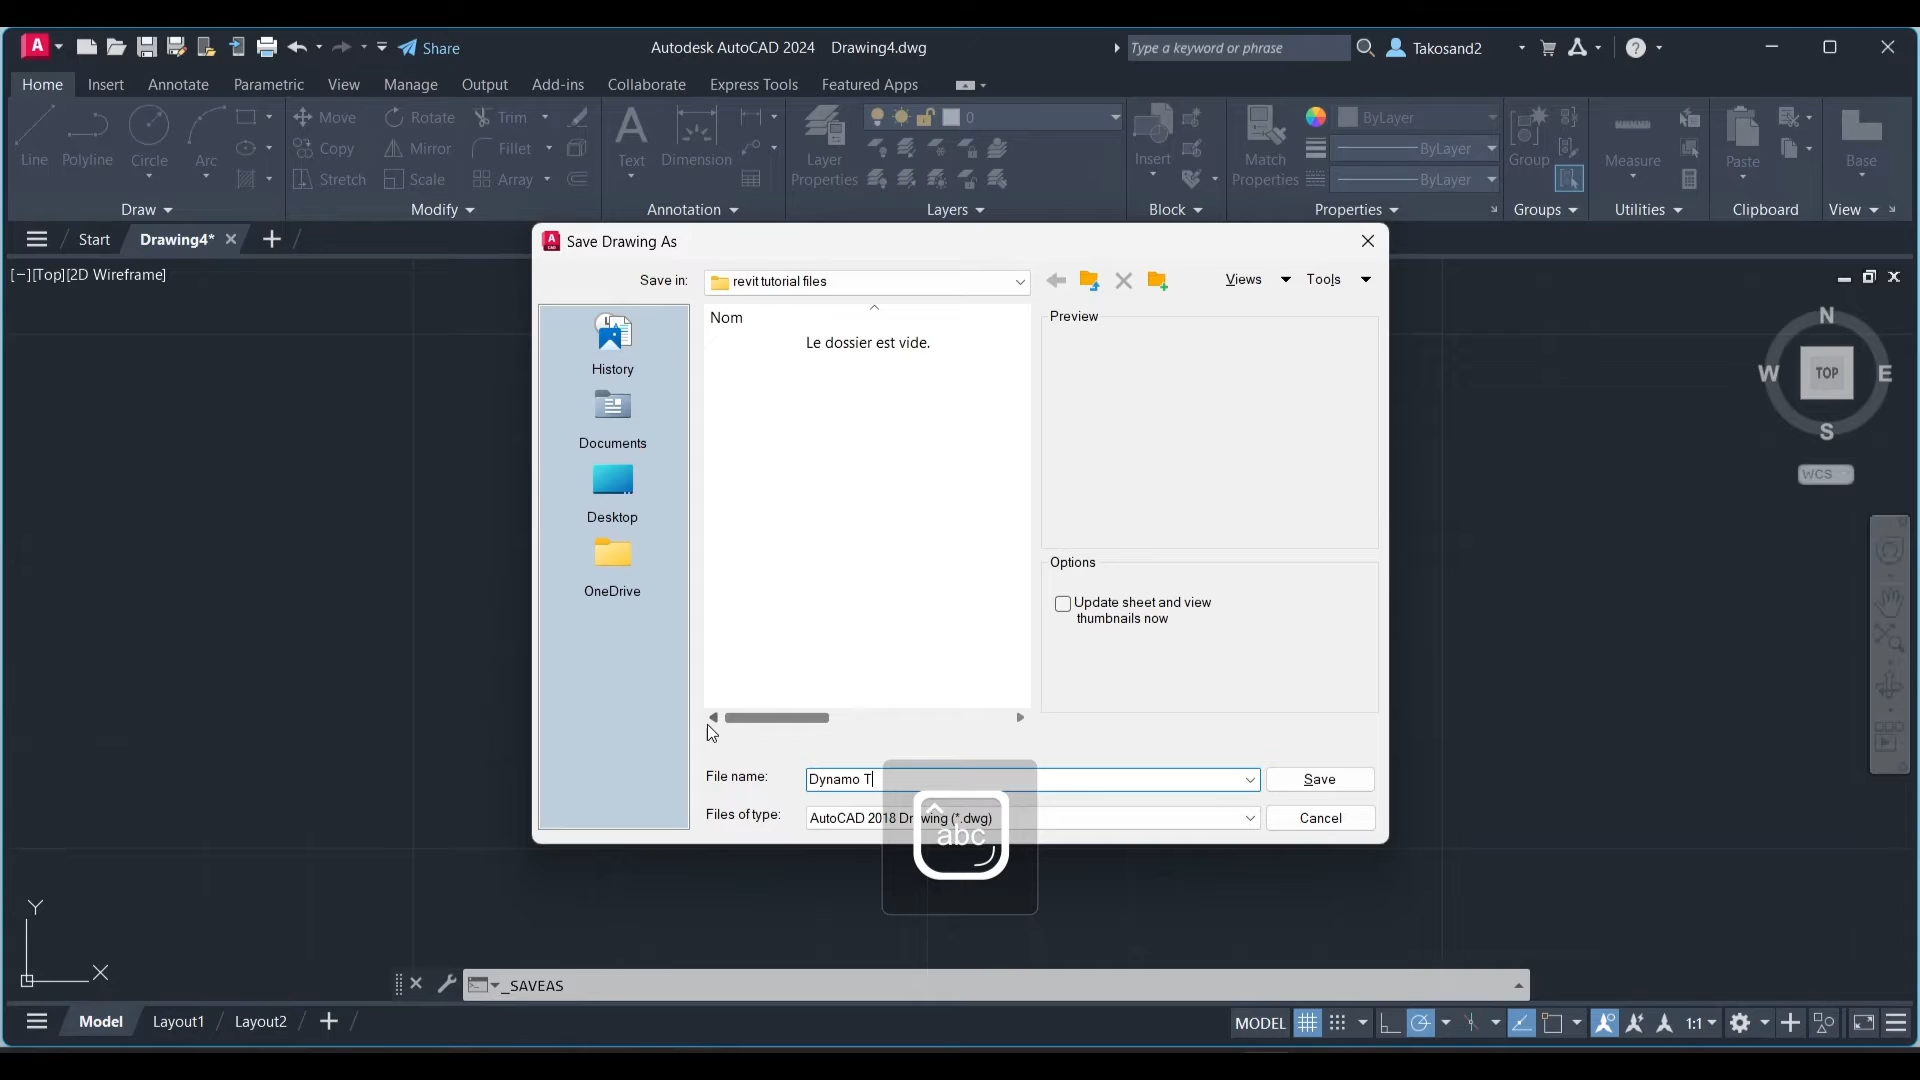 A Share Autodesk AutoCAD 2024 Drawing4.dwg Type a keyword or phrase Takosand2
Home Insert Annotate Parametric View Manage Output Add-ins Collaborate Express Tools Featured Apps
Move Rotate Trim 0 ByLayer
Line Polyline Circle Arc Copy Mirror Fillet Text Dimension Layer Properties Insert Match Properties ByLayer Group Measure Paste Base
Stretch Scale Array ByLayer
Draw Modify Annotation Layers Block Properties Groups Utilities Clipboard View
Start Drawing4*
[−][Top][2D Wireframe]
Save Drawing As
Save in: revit tutorial files Views Tools
Nom
Le dossier est vide.
Preview
History
Documents
Desktop
OneDrive
Options
Update sheet and view
thumbnails now
File name: Dynamo T Save
Files of type: AutoCAD 2018 Drawing (*.dwg) Cancel
abc
N
W TOP E
S
WCS
Y
X
_SAVEAS
Model Layout1 Layout2 MODEL 1:1